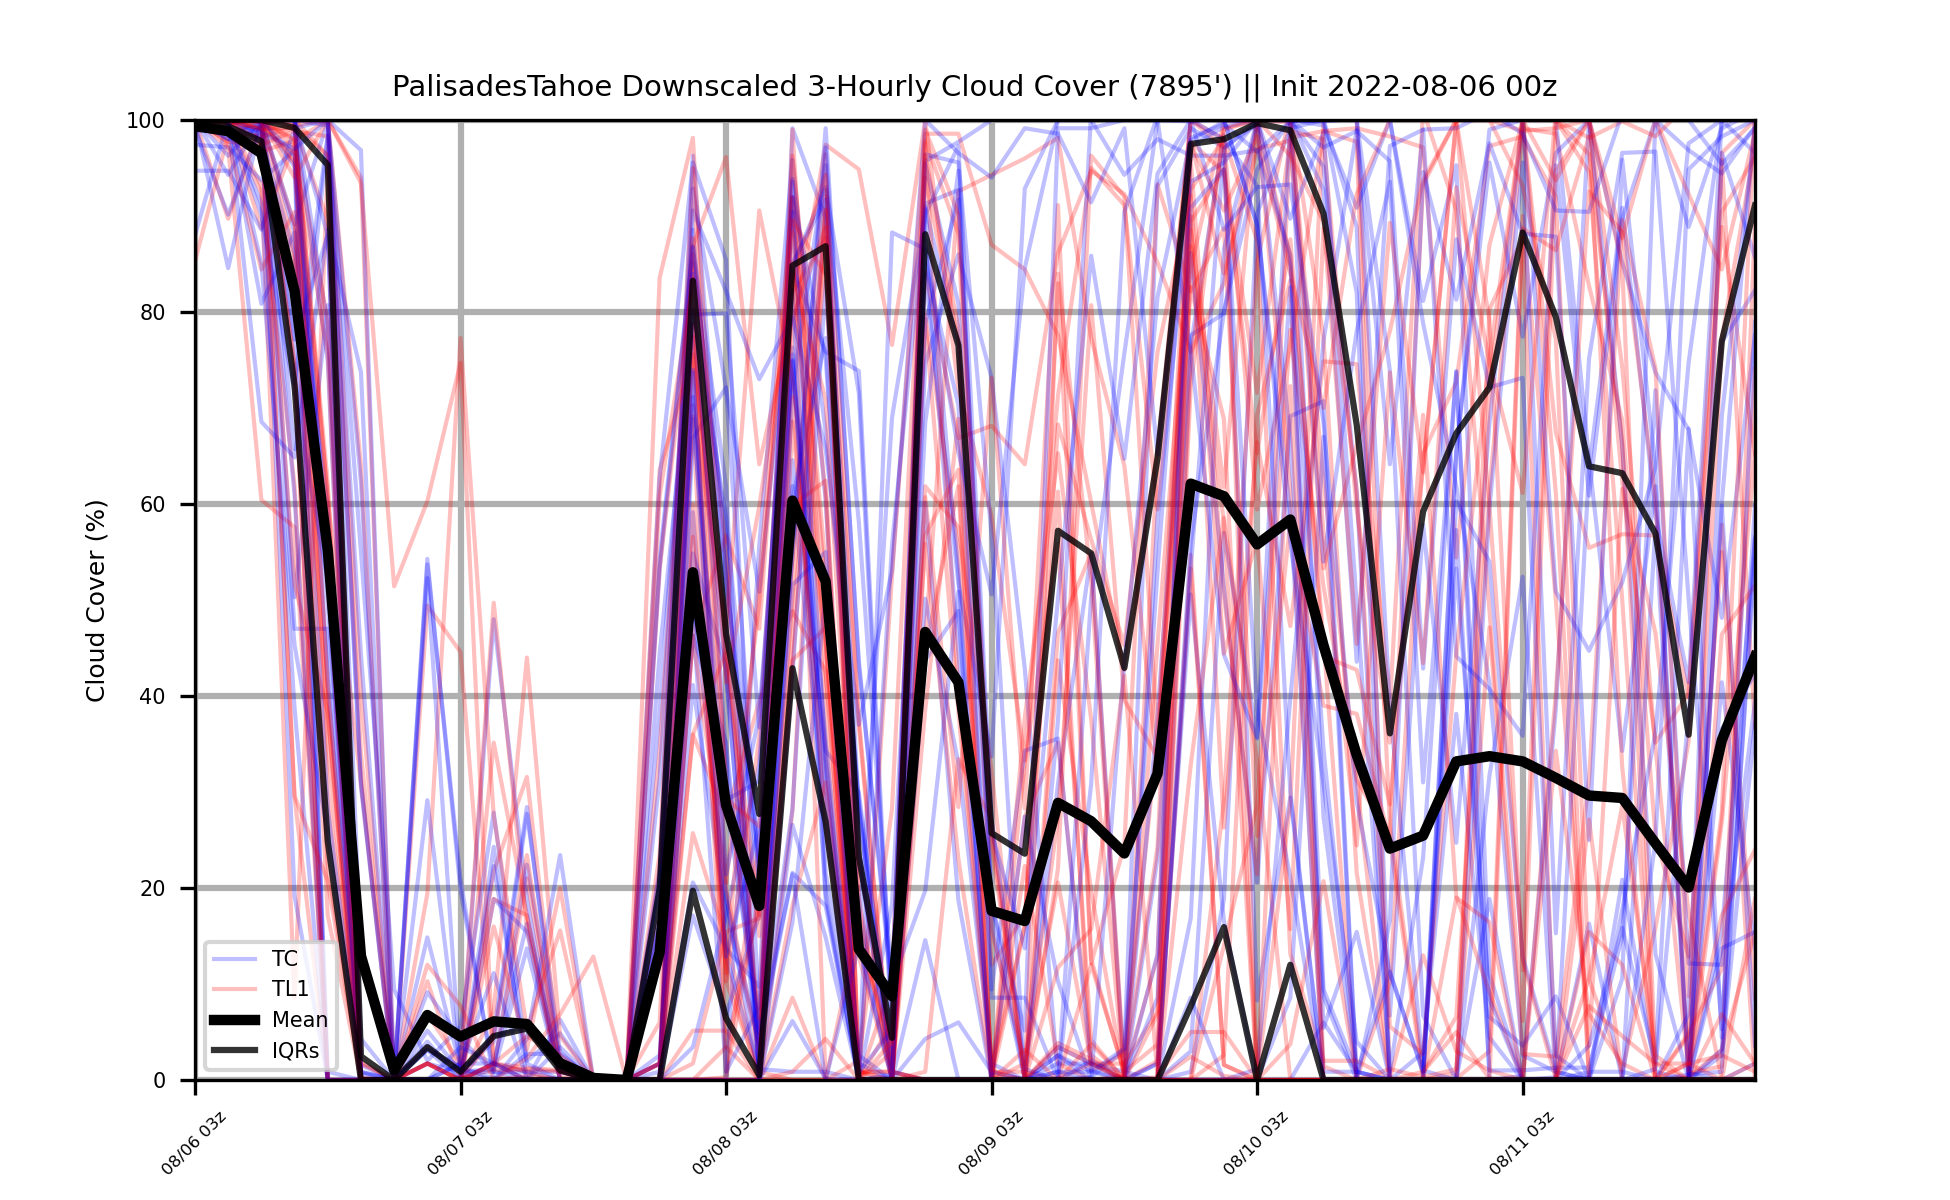 PalisadesTahoe Downscaled 3-Hourly Cloud Cover (7895') || Init 2022-08-06 00z
Cloud Cover (%)
100
80
60
40
20
0
TC
TL1
Mean
IQRs
08/06 03z
08/07 03z
08/08 03z
08/09 03z
08/10 03z
08/11 03z